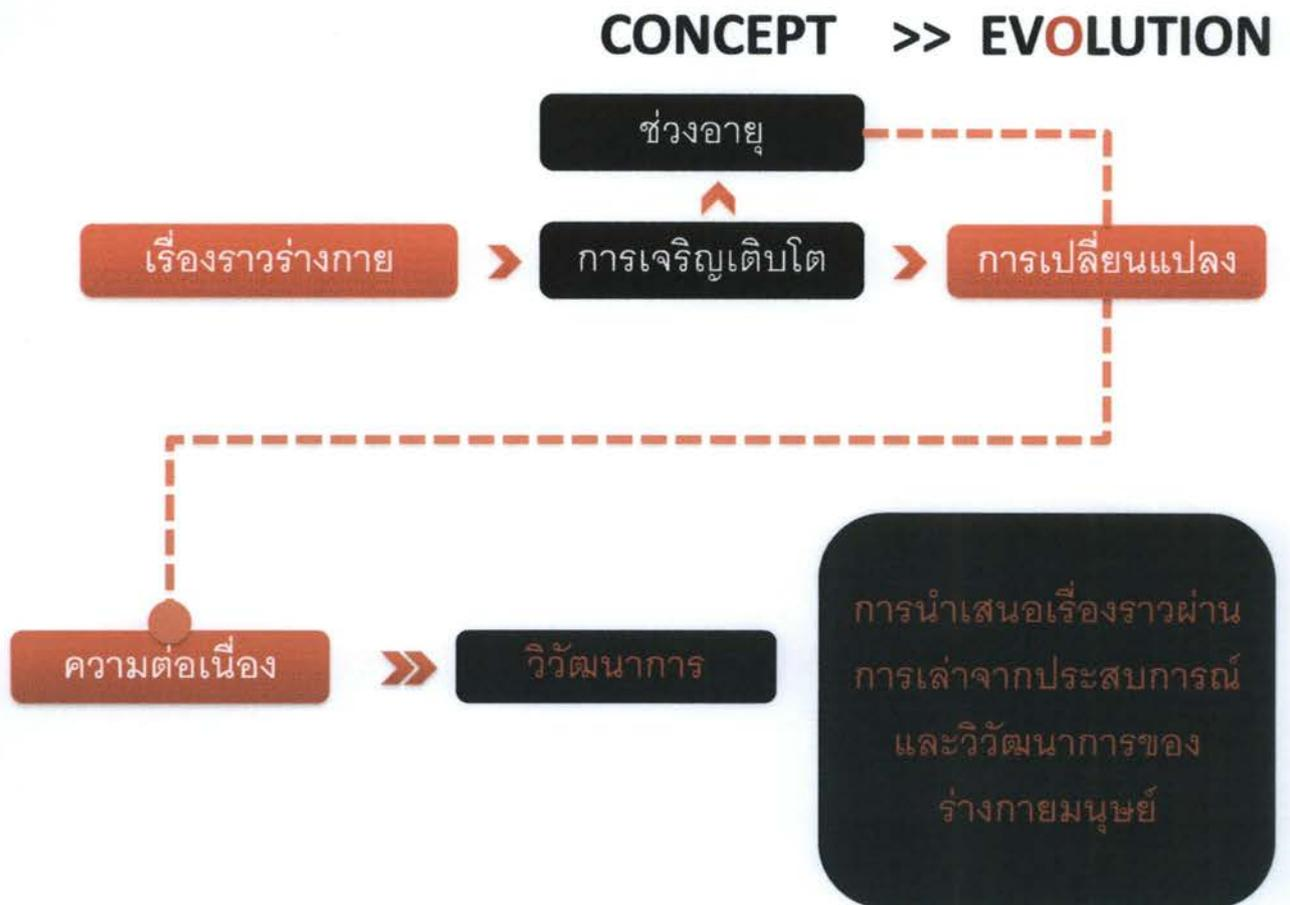 CONCEPT >> EVOLUTION
ช่วงอายุ
เรื่องราวร่างกาย
การเจริญเติบโต
การเปลี่ยนแปลง
ความต่อเนื่อง
วิวัฒนาการ
การนำเสนอเรื่องราวผ่าน
การเล่าจากประสบการณ์
และวิวัฒนาการของ
ร่างกายมนุษย์